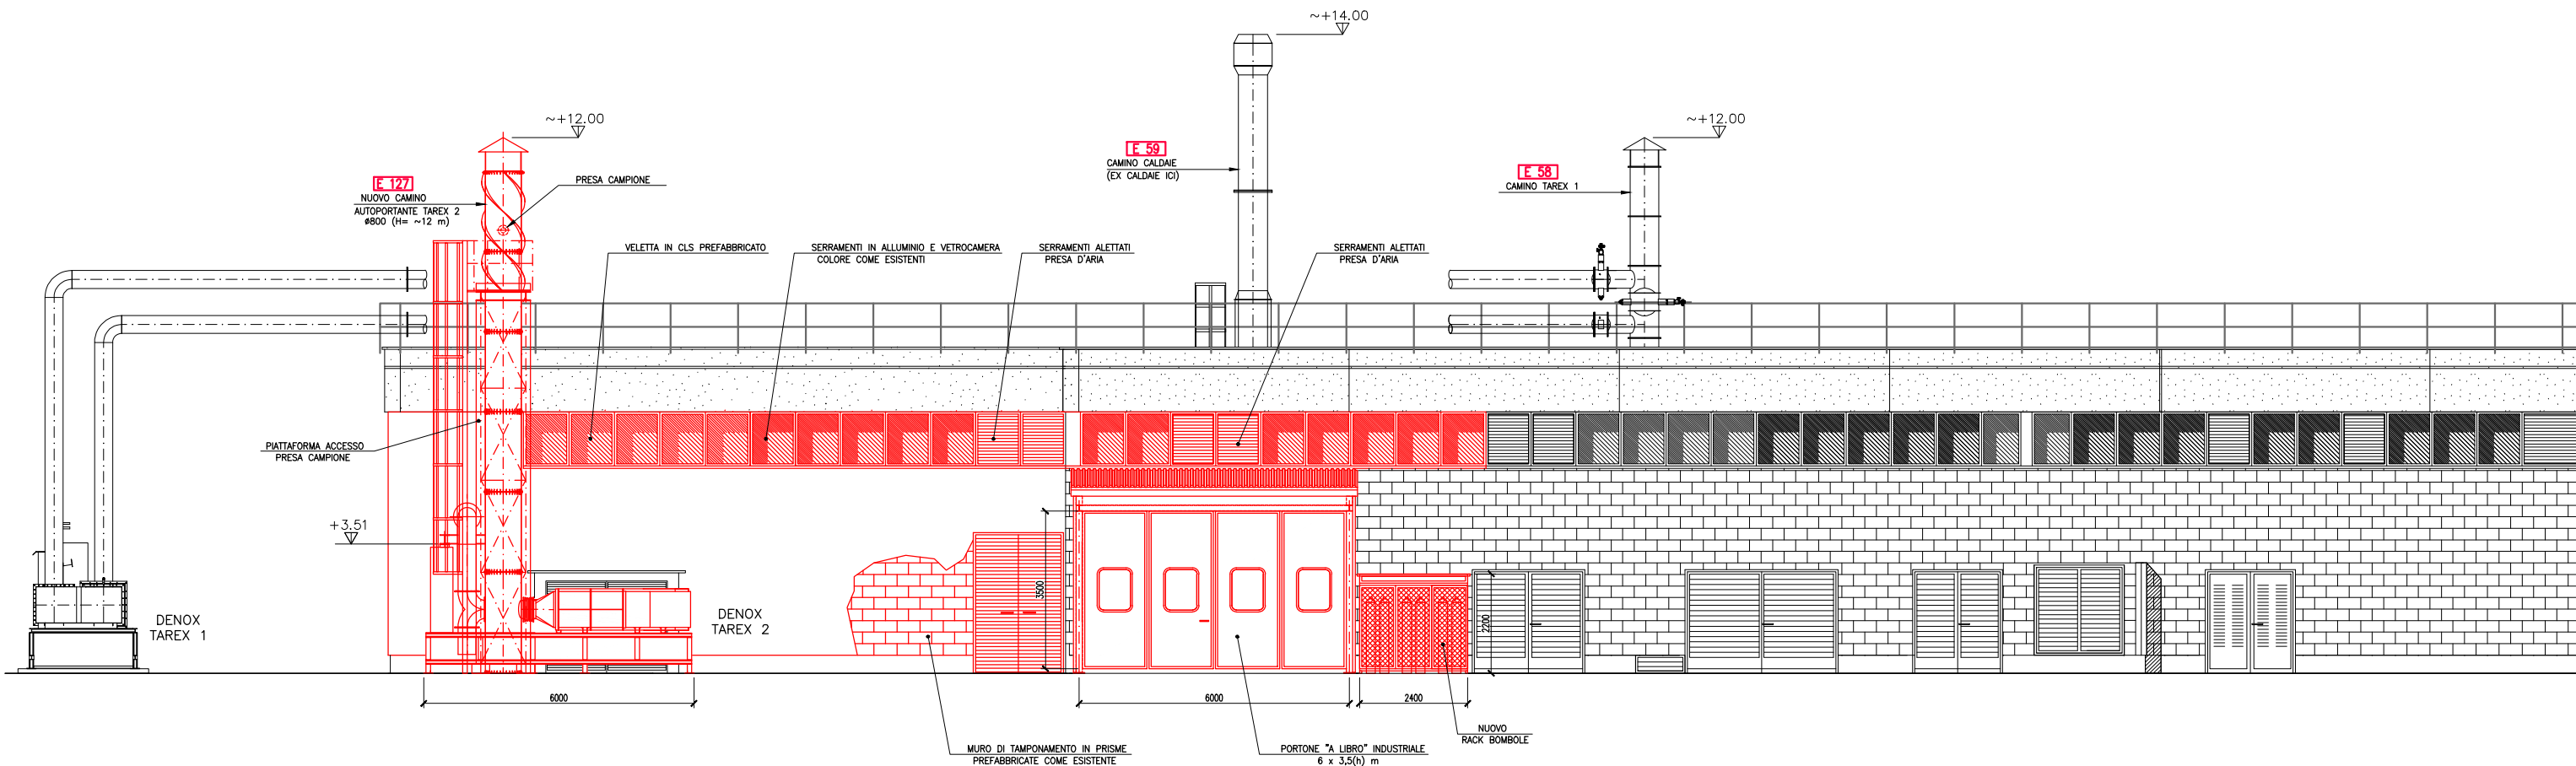 ~+14.00
~+12.00
~+12.00
E 59
CAMINO CALDAIE
(EX CALDAIE ICI)
E 127
NUOVO CAMINO
AUTOPORTANTE TAREX 2
ø800 (H= ~12 m)
PRESA CAMPIONE
E 58
CAMINO TAREX 1
VELETTA IN CLS PREFABBRICATO
SERRAMENTI IN ALLUMINIO E VETROCAMERA
COLORE COME ESISTENTI
SERRAMENTI ALETTATI
PRESA D'ARIA
SERRAMENTI ALETTATI
PRESA D'ARIA
PIATTAFORMA ACCESSO
PRESA CAMPIONE
+3.51
3500
2200
DENOX
TAREX 1
DENOX
TAREX 2
6000
6000
2400
NUOVO
RACK BOMBOLE
MURO DI TAMPONAMENTO IN PRISME
PREFABBRICATE COME ESISTENTE
PORTONE "A LIBRO" INDUSTRIALE
6 x 3,5(h) m